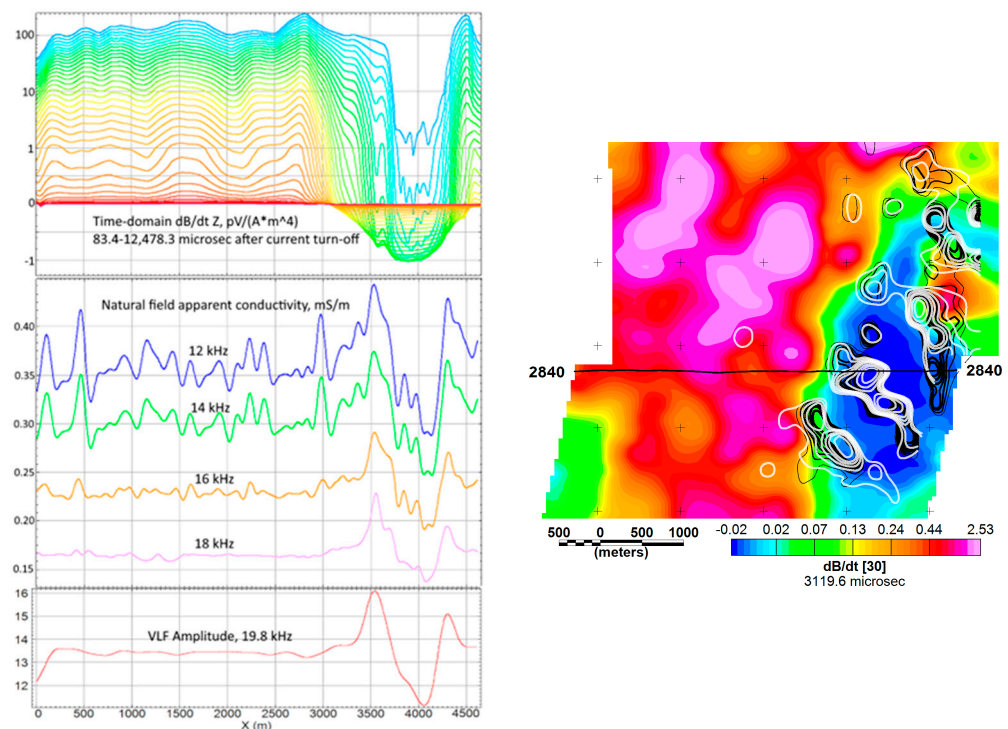 100
10
1
0
-1
Time-domain dB/dt Z, pV/(A*m^4)
83.4-12,478.3 microsec after current turn-off
Natural field apparent conductivity, mS/m
0.40
0.35
0.30
0.25
0.20
0.15
12 kHz
14 kHz
16 kHz
18 kHz
16
15
14
13
12
VLF Amplitude, 19.8 kHz
0 500 1000 1500 2000 2500 3000 3500 4000 4500
X (m)
2840
2840
500 0 500 1000
(meters)
-0.02 0.02 0.07 0.13 0.24 0.44 2.53
dB/dt [30]
3119.6 microsec